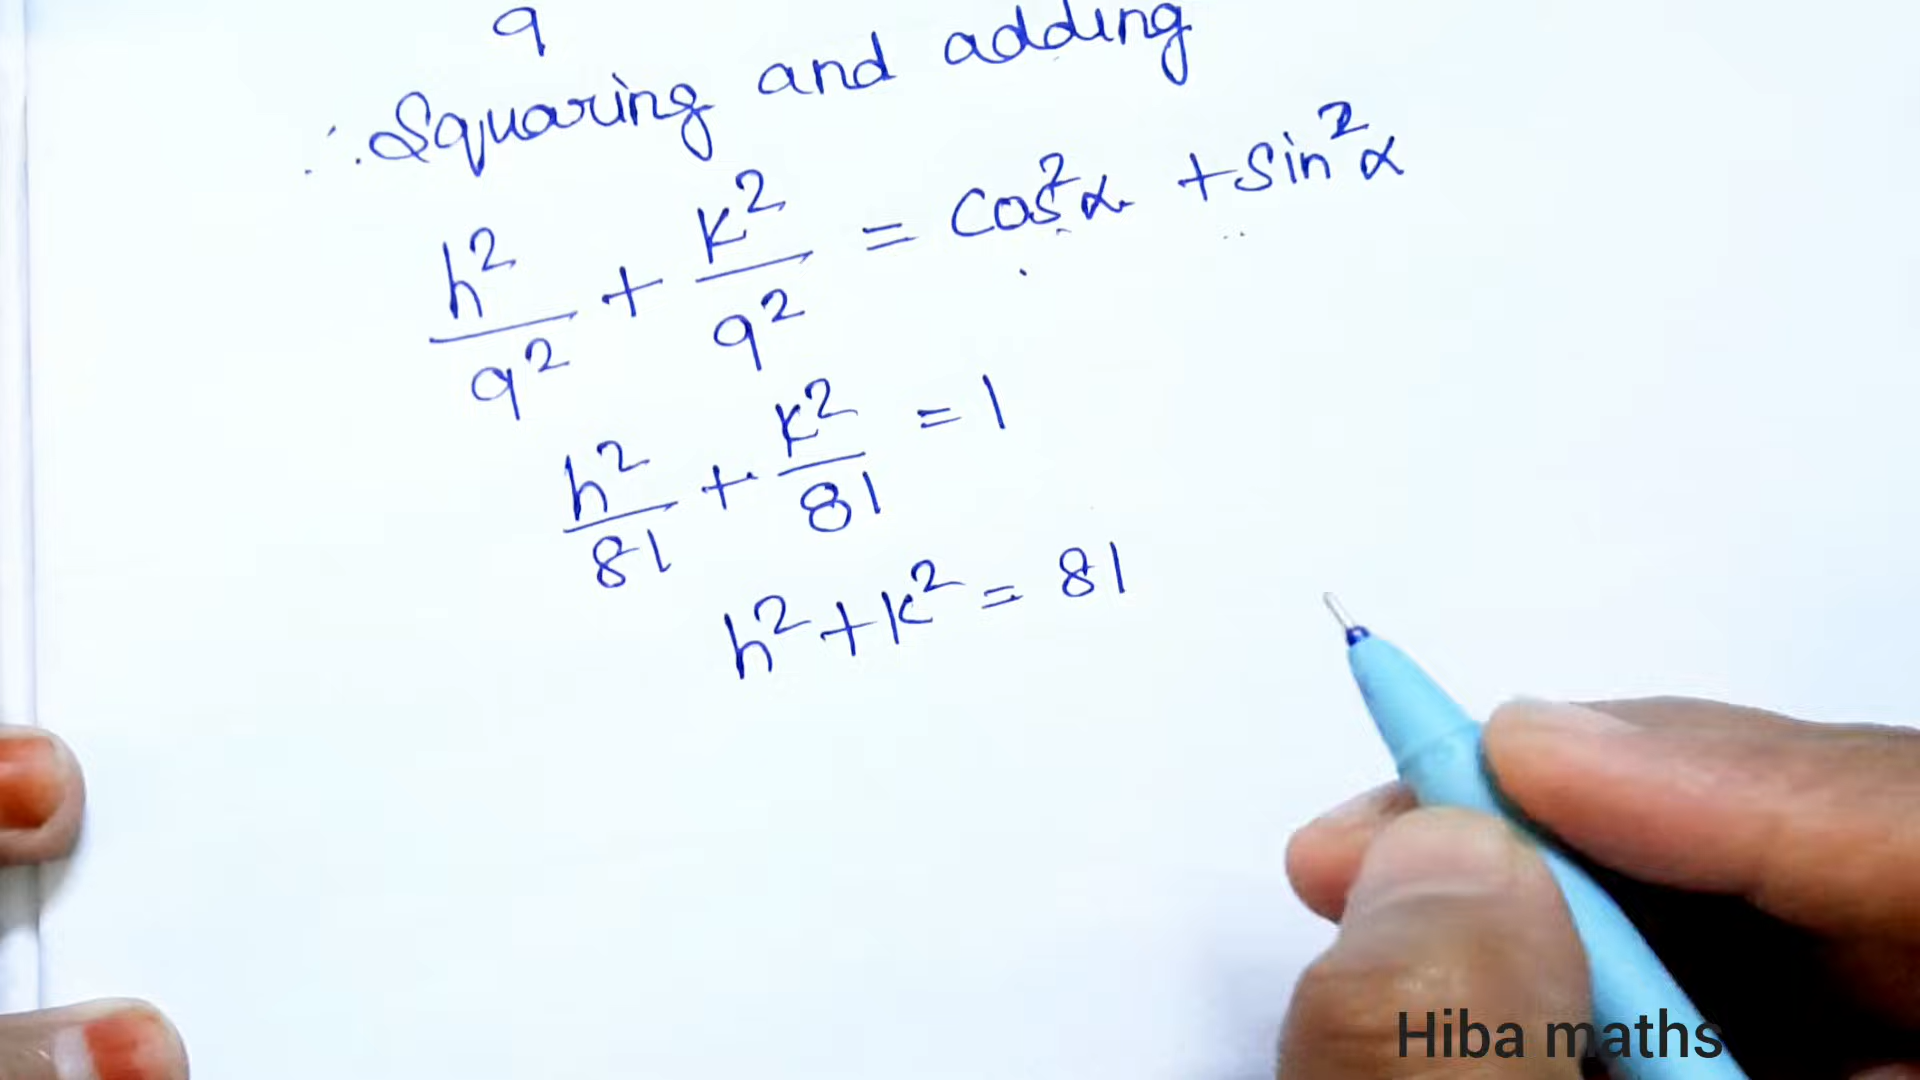 9
∴ Squaring and adding
h²/9² + k²/9² = cos²α + sin²α
h²/81 + k²/81 = 1
h² + k² = 81
Hiba maths